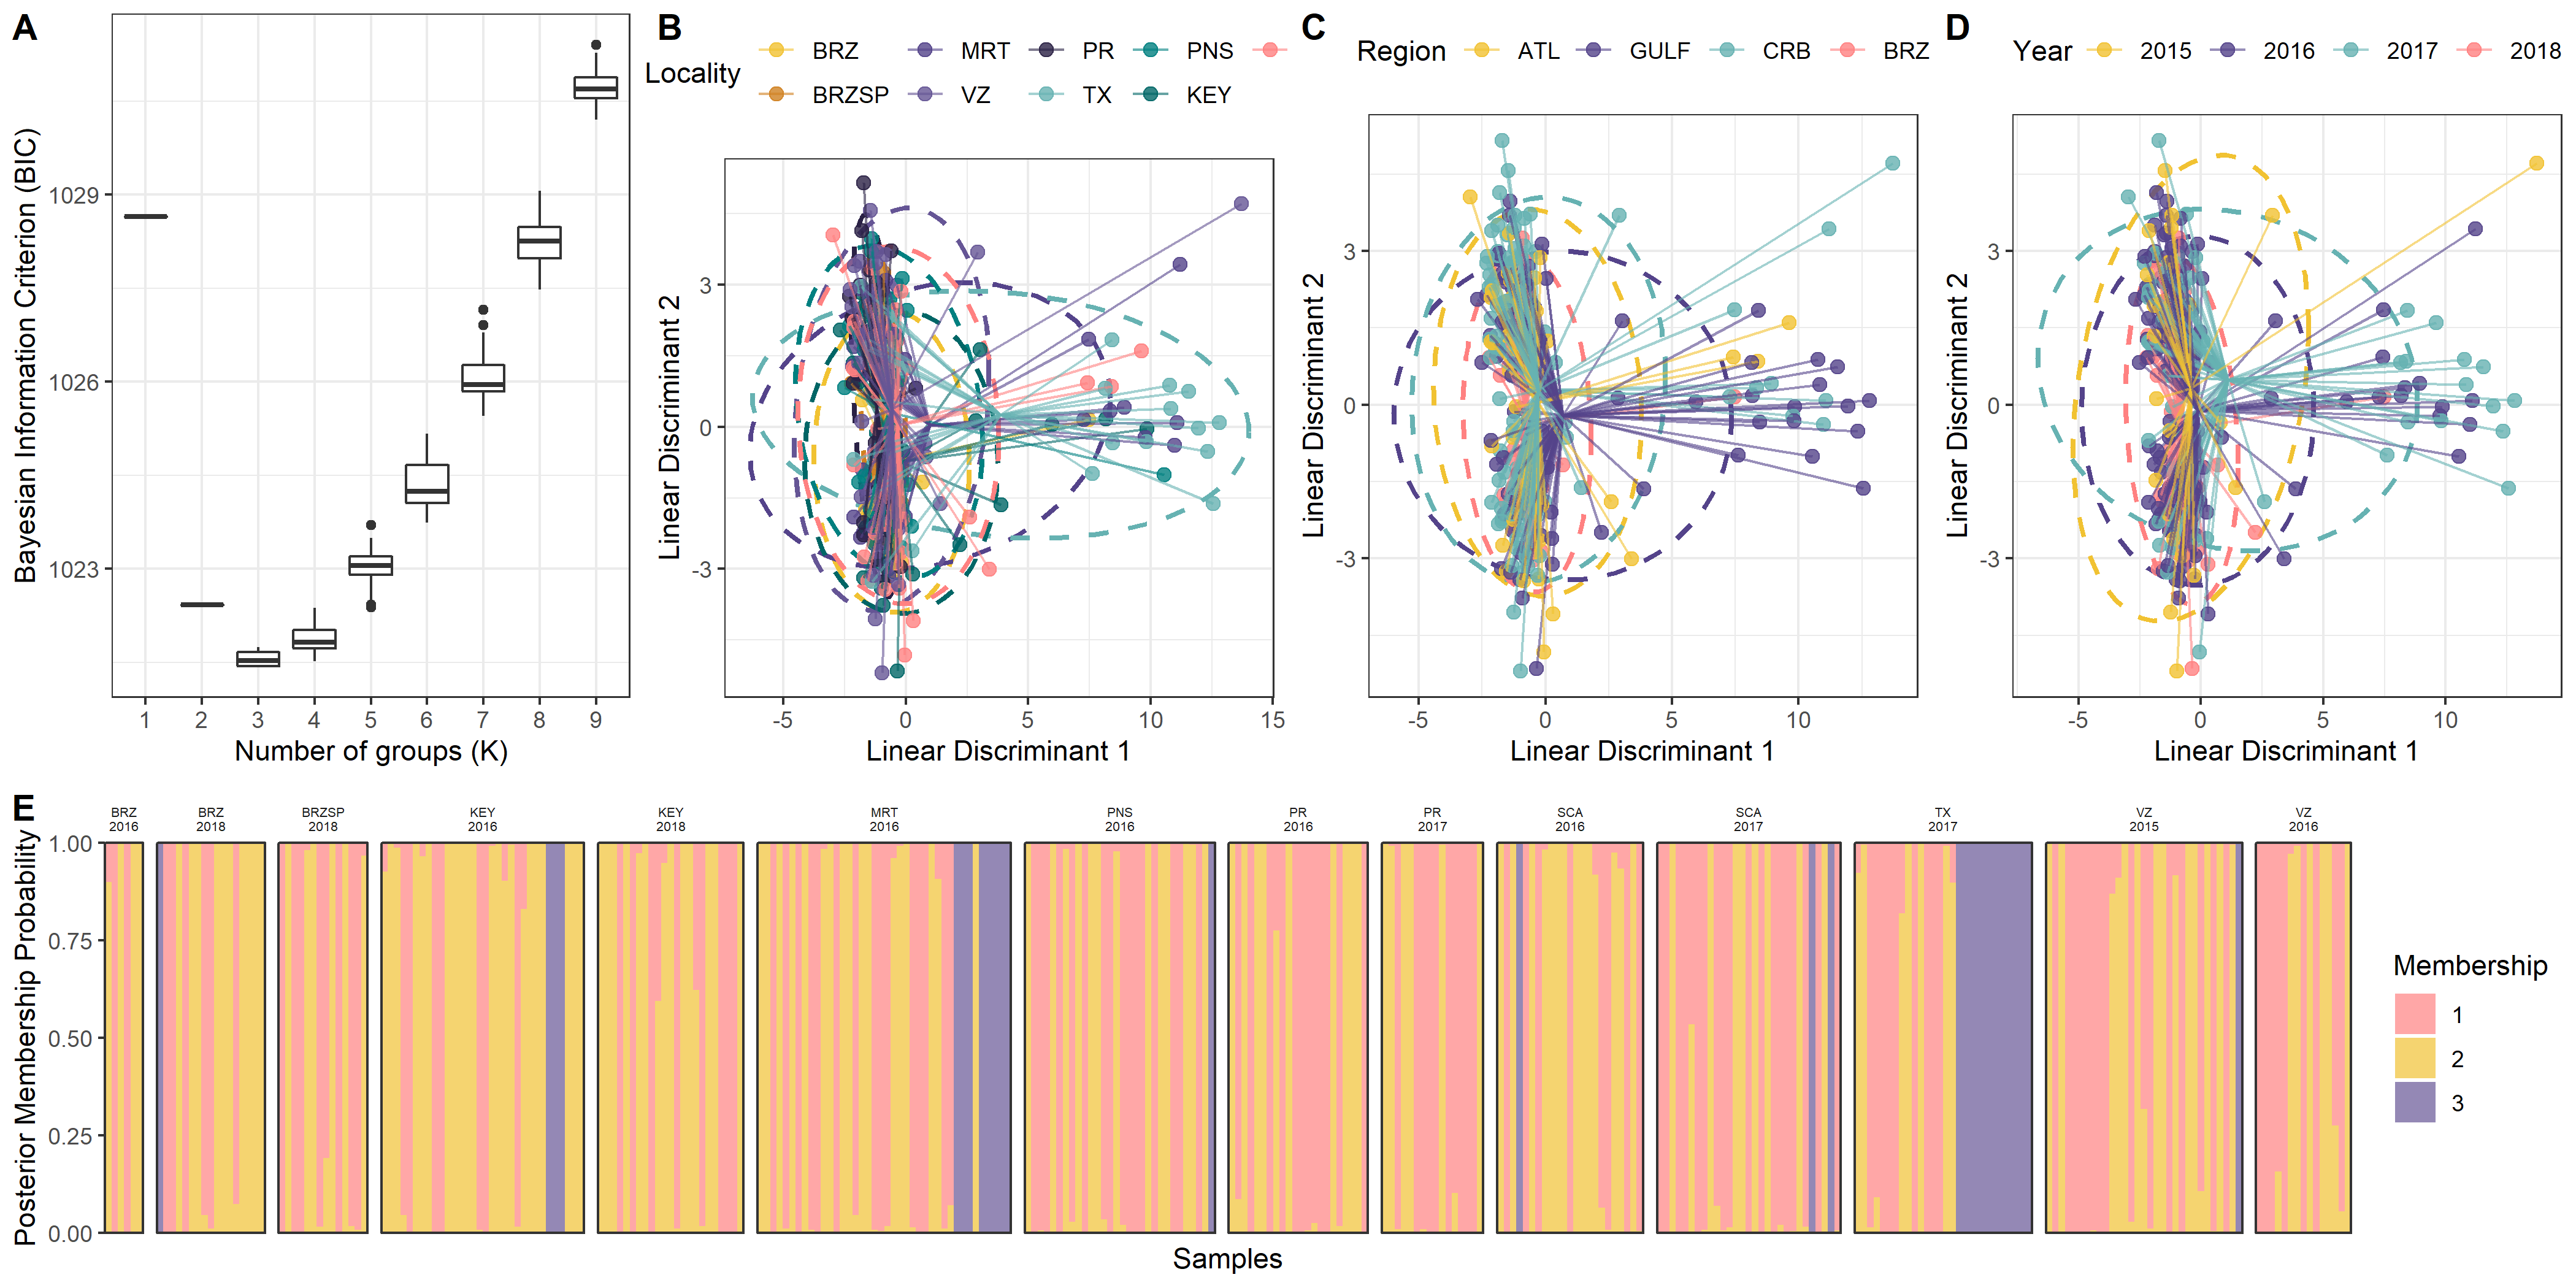 A
Bayesian Information Criterion (BIC)
1029
1026
1023
1 2 3 4 5 6 7 8 9
Number of groups (K)
B
Locality
BRZ MRT PR PNS
BRZSP VZ TX KEY
Linear Discriminant 2
3
0
-3
-5 0 5 10 15
Linear Discriminant 1
C
Region ATL GULF CRB BRZ
Linear Discriminant 2
3
0
-3
-5 0 5 10
Linear Discriminant 1
D
Year 2015 2016 2017 2018
Linear Discriminant 2
3
0
-3
-5 0 5 10
Linear Discriminant 1
E
Posterior Membership Probability
1.00
0.75
0.50
0.25
0.00
BRZ BRZ BRZSP KEY KEY MRT PNS PR PR SCA SCA TX VZ VZ
2016 2018 2018 2016 2018 2016 2016 2016 2017 2016 2017 2017 2015 2016
Samples
Membership
1
2
3